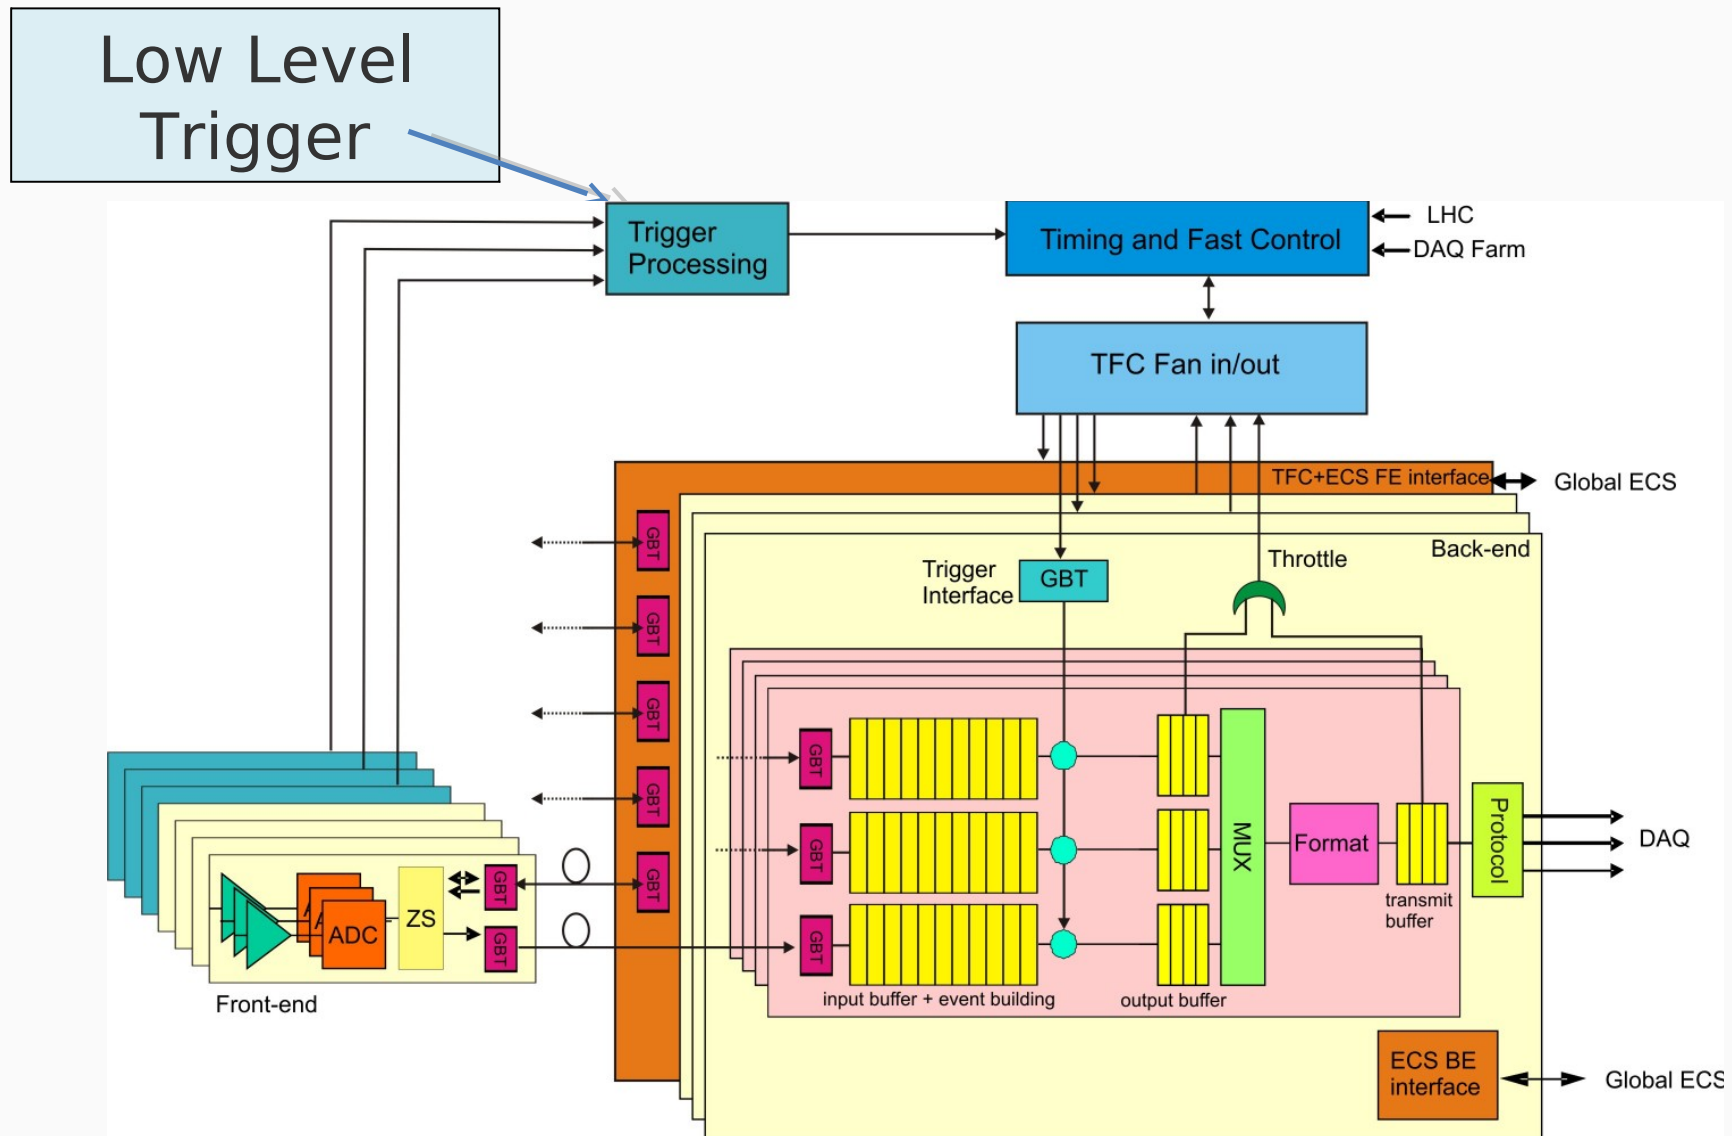 Low Level
Trigger
Trigger
Processing
Timing and Fast Control
LHC
DAQ Farm
TFC Fan in/out
TFC+ECS FE interface
Global ECS
Back-end
GBT
Trigger
Interface
GBT
Throttle
GBT
GBT
GBT
GBT
GBT
GBT
GBT
MUX
Format
transmit
buffer
Protocol
DAQ
input buffer + event building
output buffer
A
A
ADC
ZS
GBT
GBT
Front-end
ECS BE
interface
Global ECS